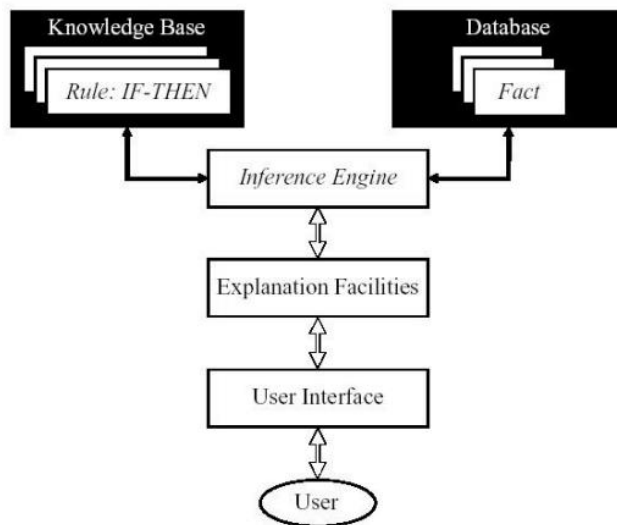 Knowledge Base
Rule: IF-THEN
Database
Fact
Inference Engine
Explanation Facilities
User Interface
User